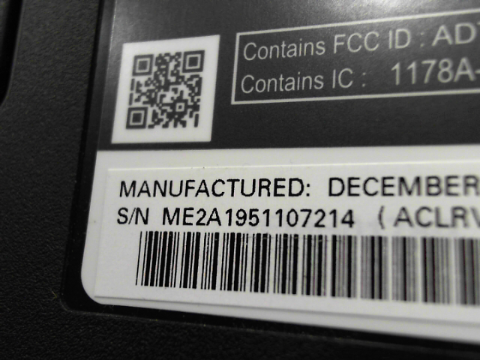 Contains FCC ID : AD
Contains IC : 1178A-
MANUFACTURED: DECEMBER
S/N ME2A1951107214 (ACLRV